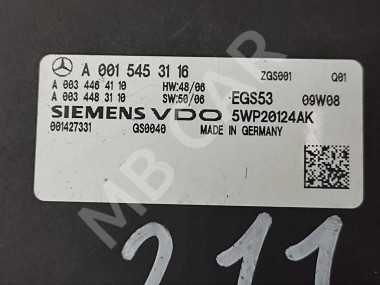 A 001 545 31 16 ZGS001 Q01
A 003 446 41 10 HW:48/06
A 003 448 31 10 SW:50/06 EGS53 09W08
SIEMENS VDO 5WP20124AK
001427331 GS0040 MADE IN GERMANY
MB CAR
211